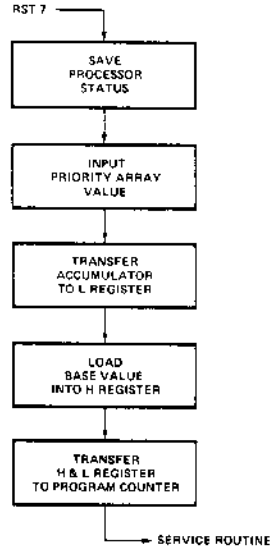 RST 7
SAVE
PROCESSOR
STATUS
INPUT
PRIORITY ARRAY
VALUE
TRANSFER
ACCUMULATOR
TO L REGISTER
LOAD
BASE VALUE
INTO H REGISTER
TRANSFER
H & L REGISTER
TO PROGRAM COUNTER
SERVICE ROUTINE